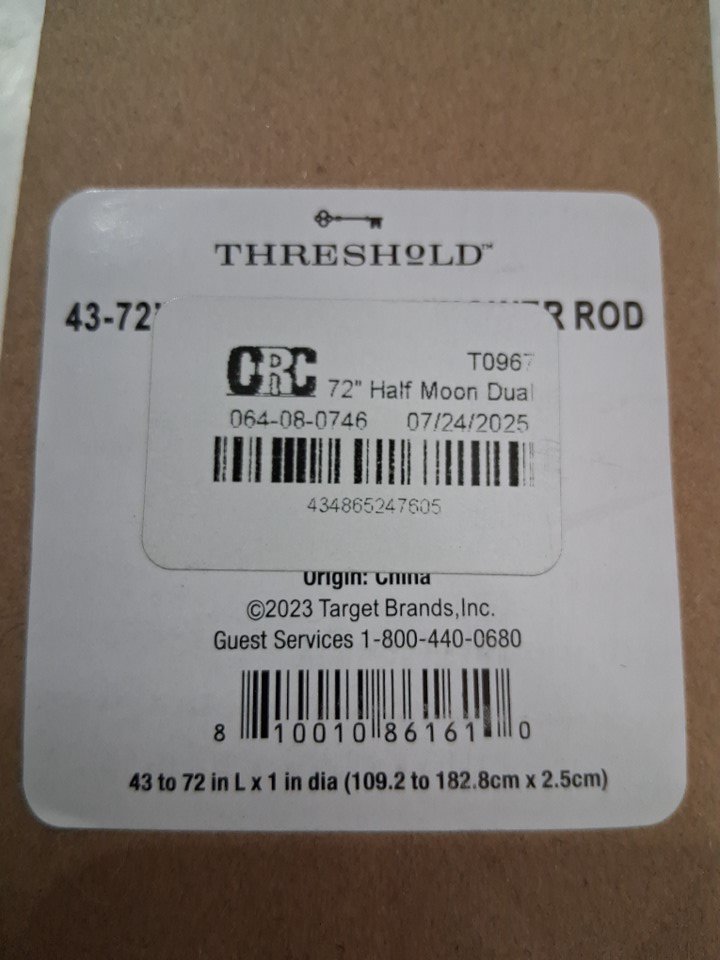 THRESHOLD™
43-72" ROD
CRC
T0967
72" Half Moon Dual
064-08-0746 07/24/2025
434865247605
Origin: China
©2023 Target Brands,Inc.
Guest Services 1-800-440-0680
8 10010 86161 0
43 to 72 in L x 1 in dia (109.2 to 182.8cm x 2.5cm)